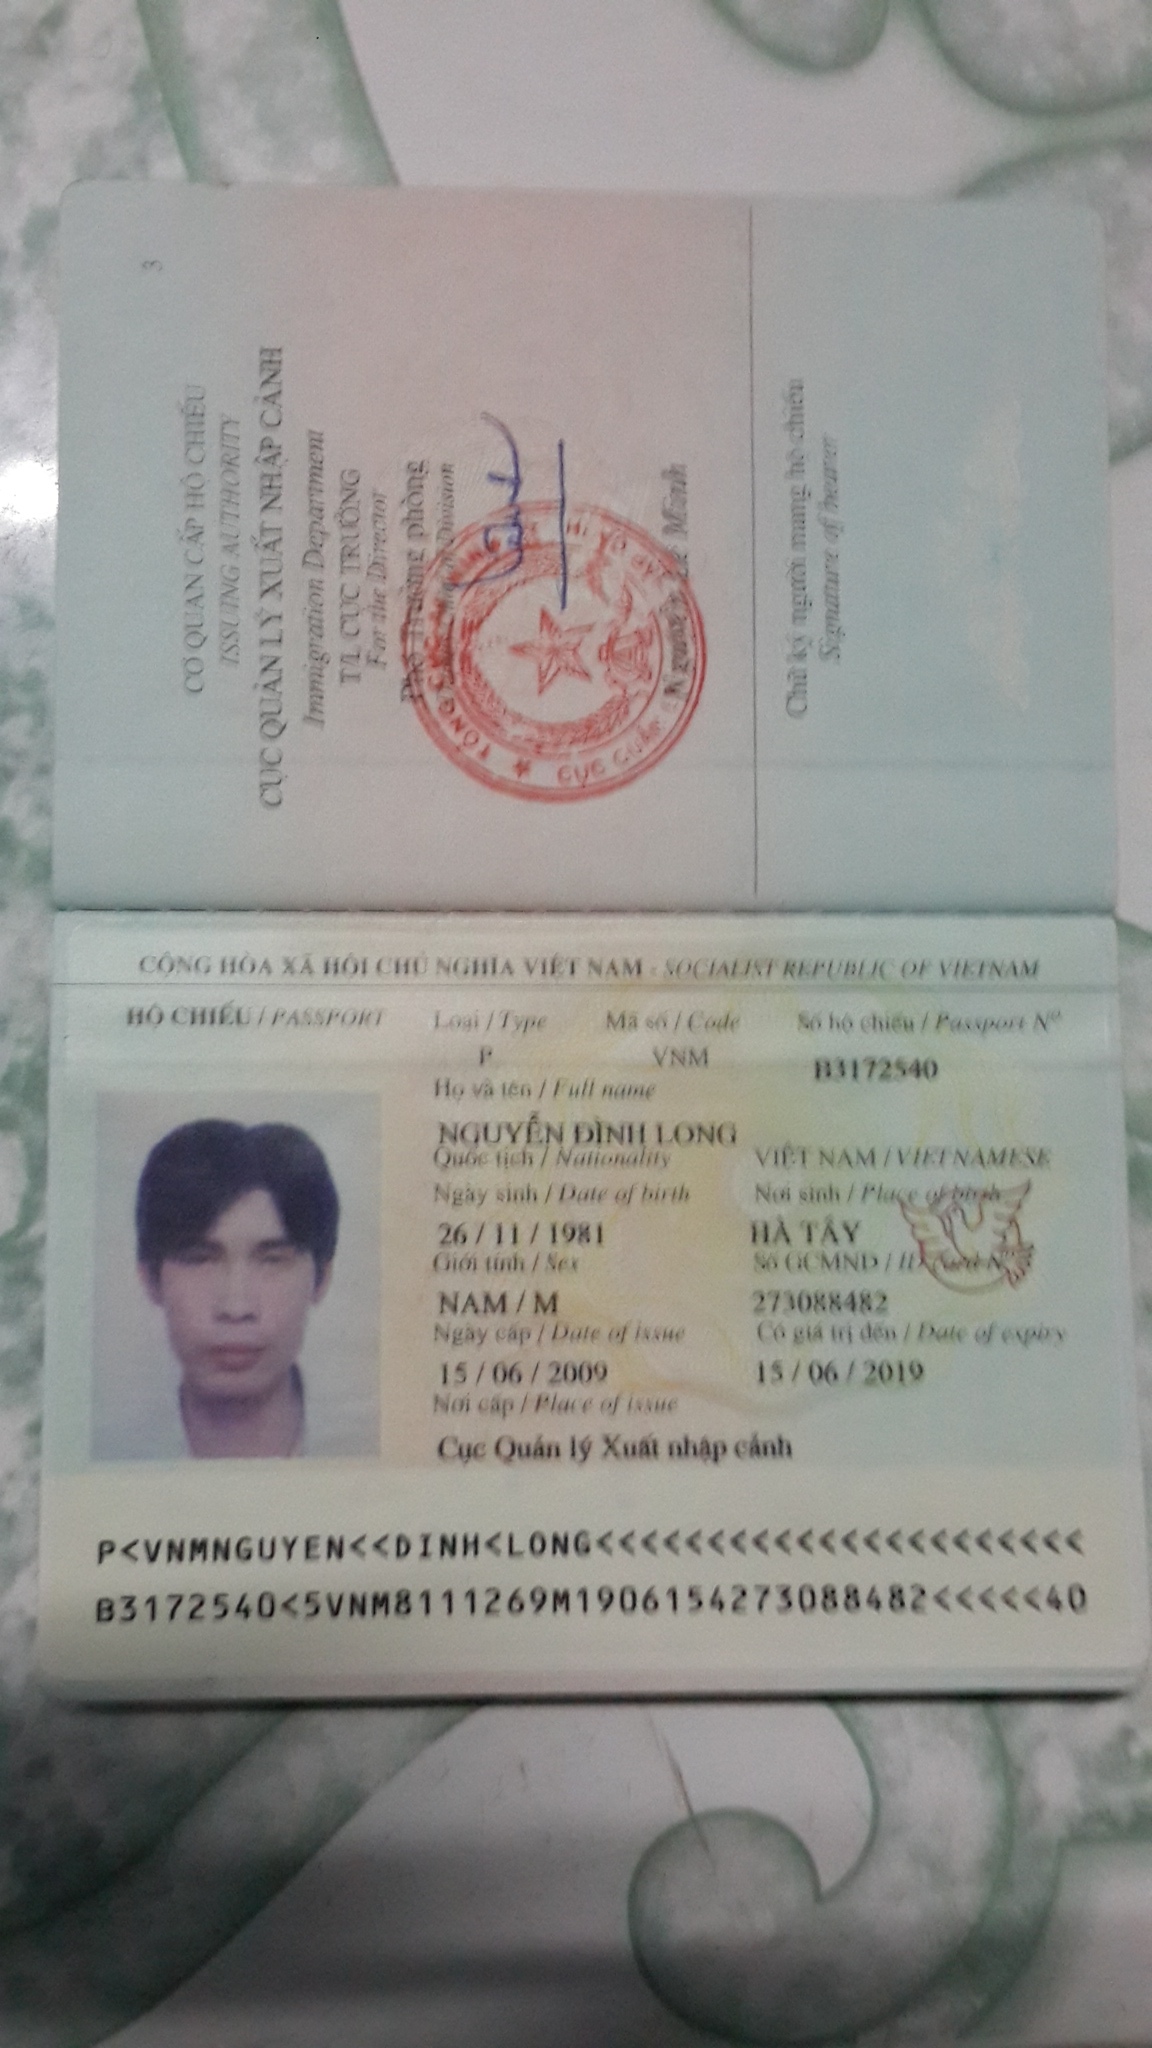 3
CƠ QUAN CẤP HỘ CHIẾU
ISSUING AUTHORITY
CỤC QUẢN LÝ XUẤT NHẬP CẢNH
Immigration Department
T/L CỤC TRƯỞNG
For the Director
Phó trưởng phòng
Division
Lê Minh
CỤC QUẢN
Chữ ký người mang hộ chiếu
Signature of bearer
CỘNG HÒA XÃ HỘI CHỦ NGHĨA VIỆT NAM - SOCIALIST REPUBLIC OF VIETNAM
HỘ CHIẾU / PASSPORT Loại / Type Mã số / Code Số hộ chiếu / Passport Nº
P VNM B3172540
Họ và tên / Full name
NGUYỄN ĐÌNH LONG
Quốc tịch / Nationality VIỆT NAM / VIETNAMESE
Ngày sinh / Date of birth Nơi sinh / Place of birth
26 / 11 / 1981 HÀ TÂY
Giới tính / Sex Số GCMND / ID Card Nº
NAM / M 273088482
Ngày cấp / Date of issue Có giá trị đến / Date of expiry
15 / 06 / 2009 15 / 06 / 2019
Nơi cấp / Place of issue
Cục Quản lý Xuất nhập cảnh
P<VNMNGUYEN<<DINH<LONG<<<<<<<<<<<<<<<<<<<<<<
B3172540<5VNM8111269M1906154273088482<<<<<40